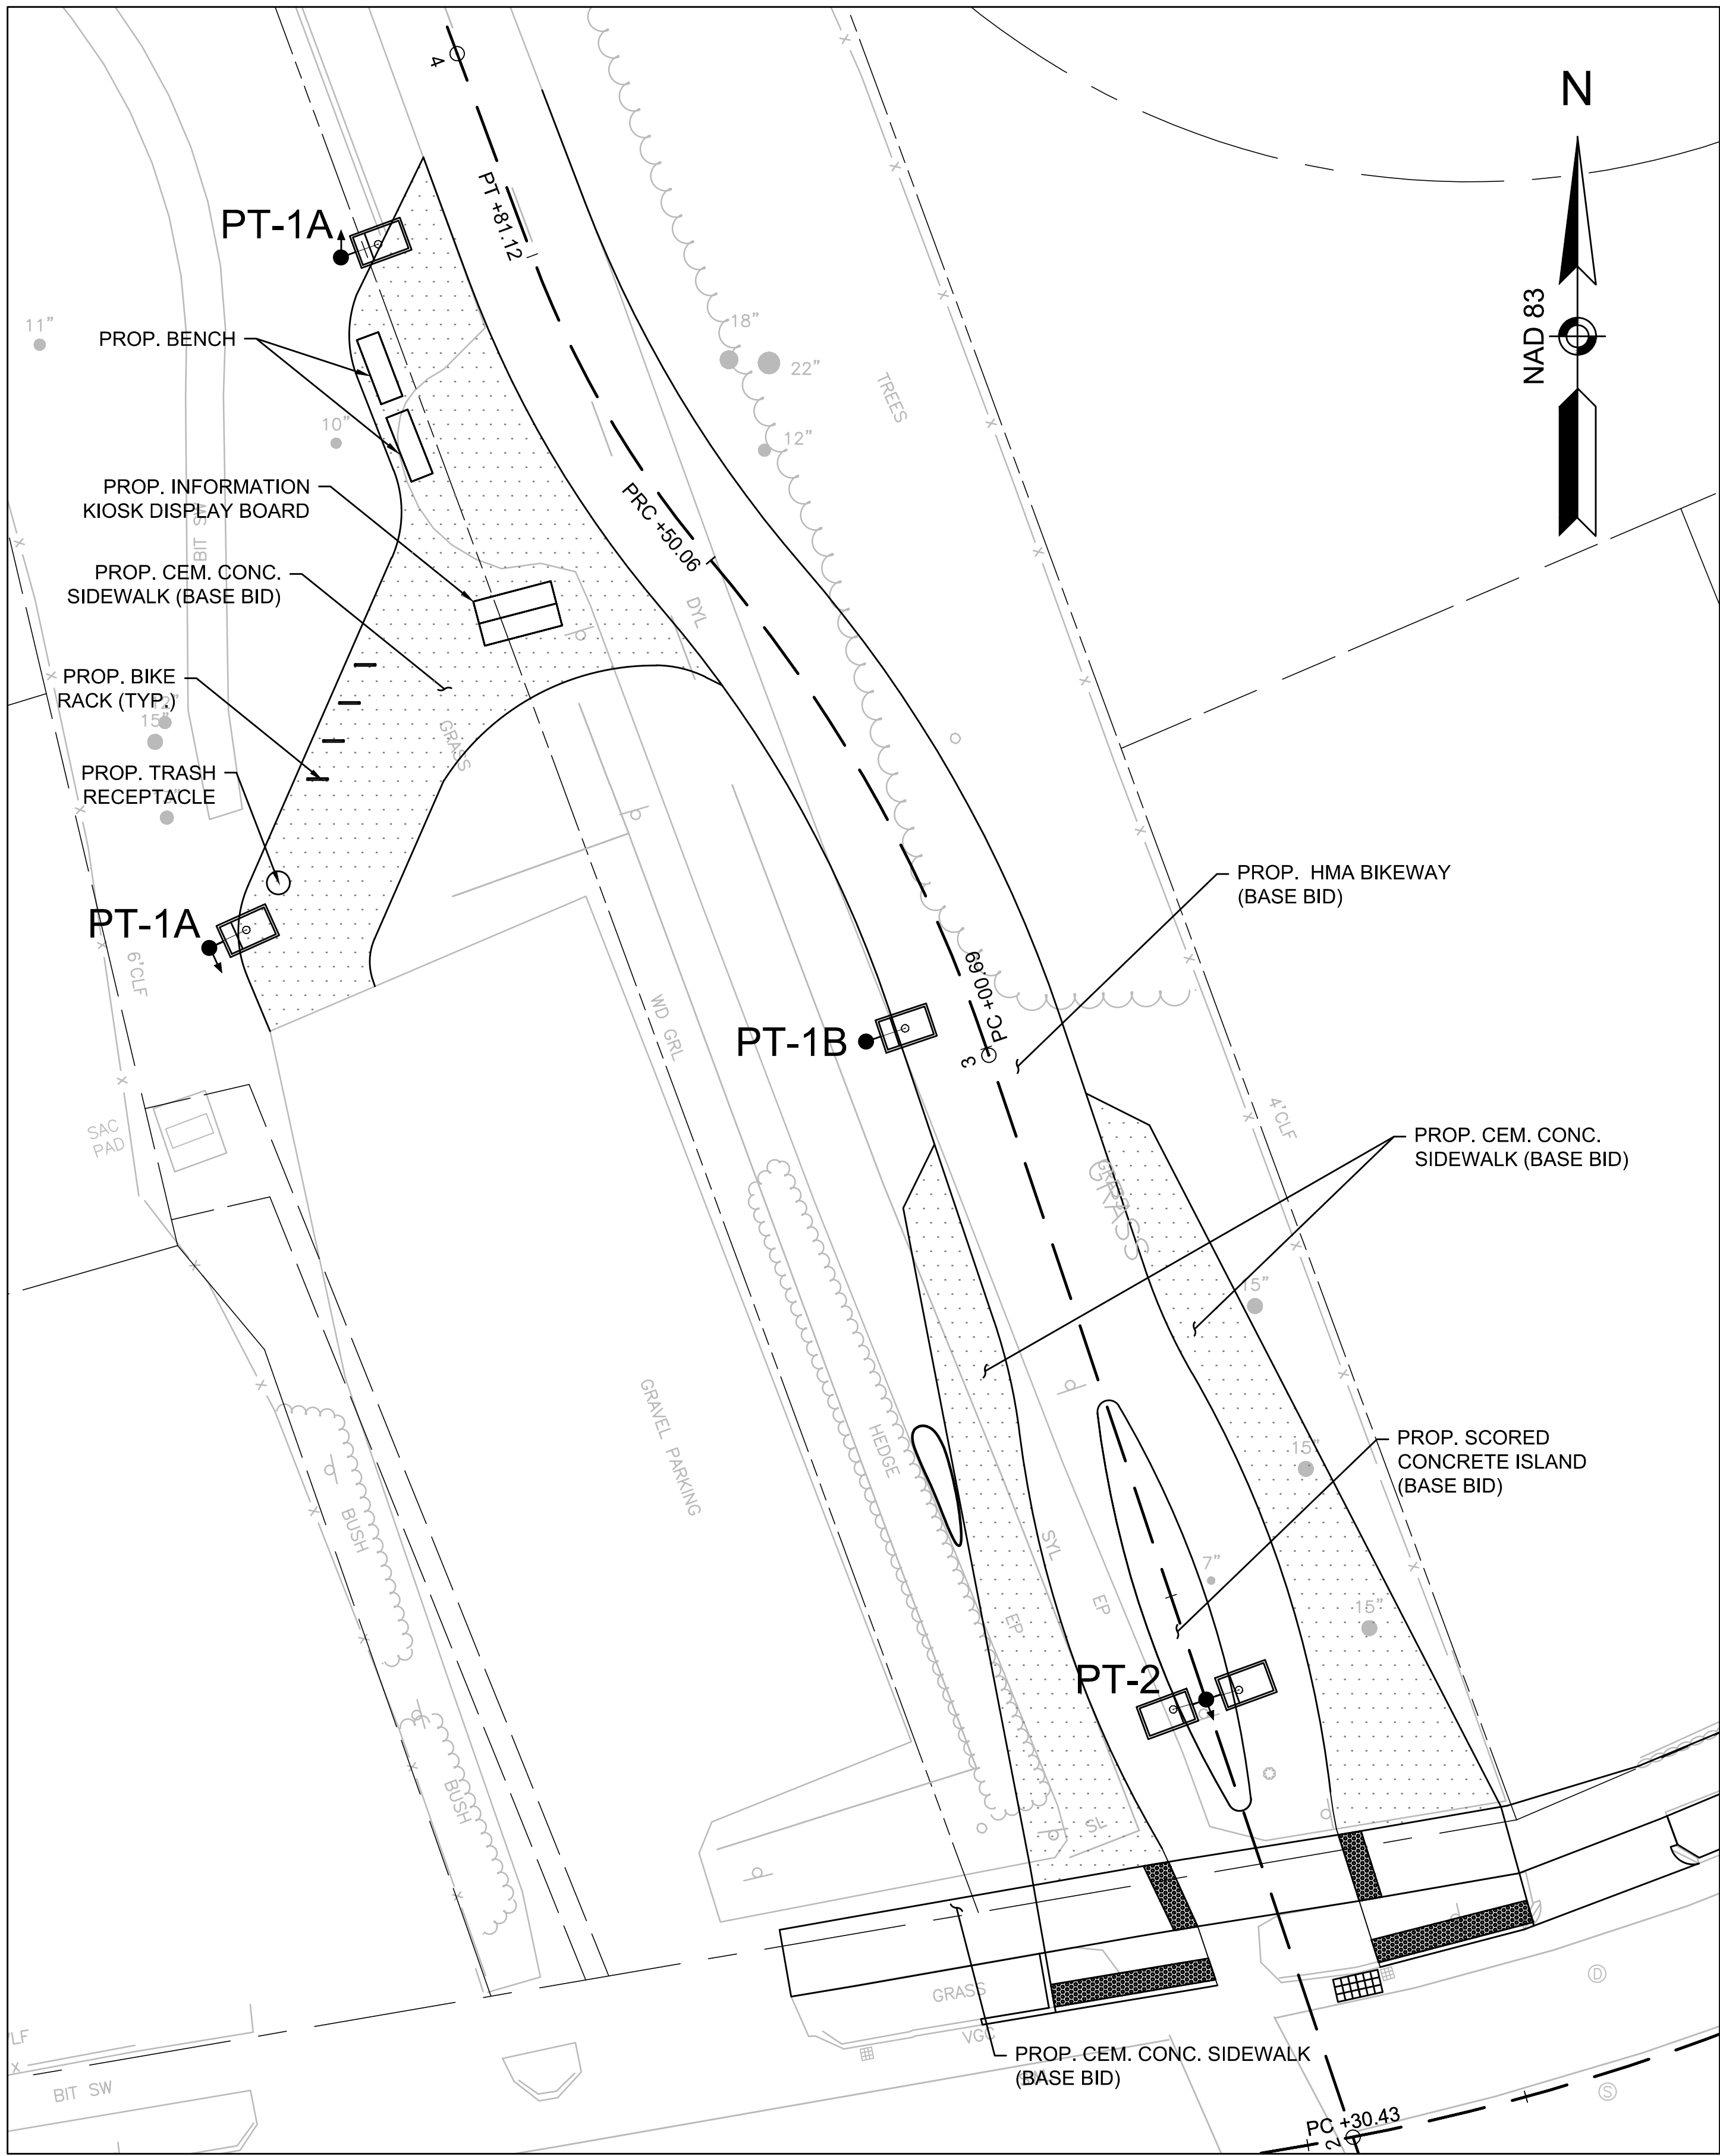 N
NAD 83
4
PT +81.12
PT-1A
11"
PROP. BENCH
18"
22"
TREES
10"
12"
PROP. INFORMATION
KIOSK DISPLAY BOARD
BIT SW
PRC +50.06
PROP. CEM. CONC.
SIDEWALK (BASE BID)
DYL
PROP. BIKE
RACK (TYP.)
15"
GRASS
PROP. TRASH
RECEPTACLE
PROP. HMA BIKEWAY
(BASE BID)
PT-1A
6'CLF
WD GRL
PC +00.69
3
PT-1B
SAC
PAD
4'CLF
PROP. CEM. CONC.
SIDEWALK (BASE BID)
GRASS
GRASS
15"
GRAVEL PARKING
HEDGE
15"
PROP. SCORED
CONCRETE ISLAND
(BASE BID)
BUSH
SYL
7"
EP
EP
15"
PT-2
BUSH
SL
GRASS
VGC
D
PROP. CEM. CONC. SIDEWALK
(BASE BID)
BIT SW
S
PC +30.43
2